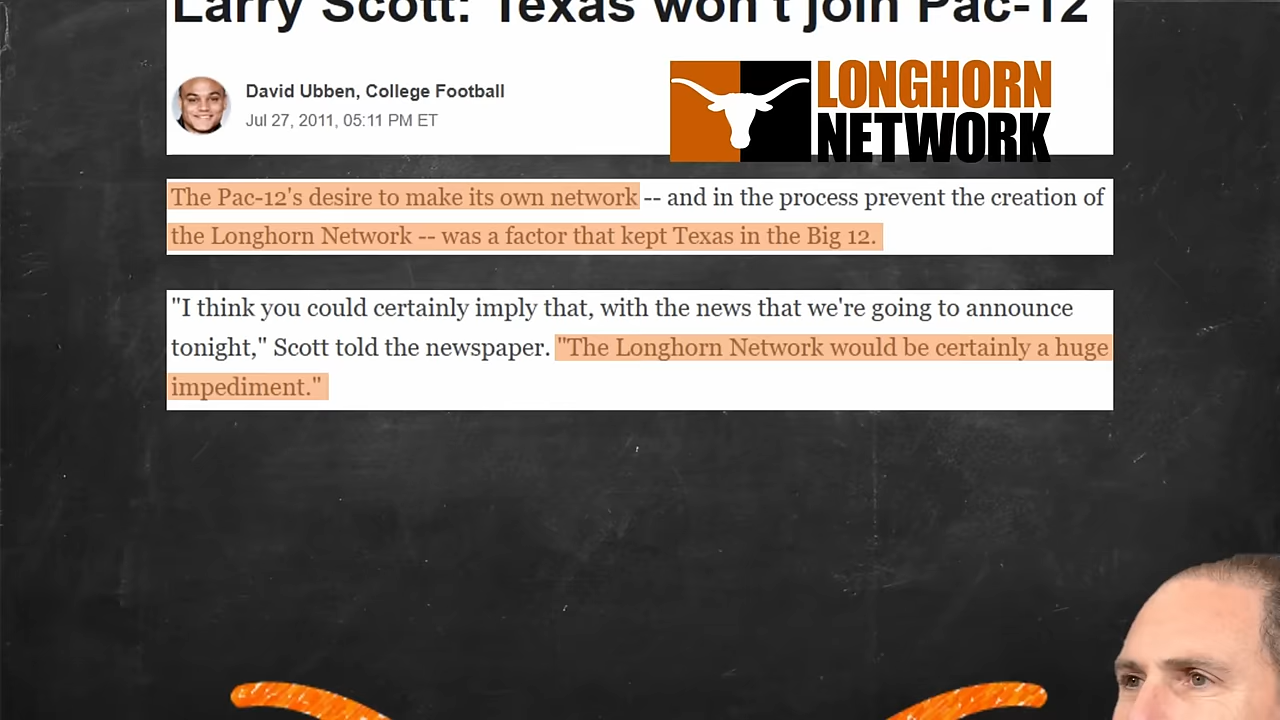 Larry Scott: Texas won't join Pac-12
David Ubben, College Football
Jul 27, 2011, 05:11 PM ET
LONGHORN
NETWORK
The Pac-12's desire to make its own network -- and in the process prevent the creation of
the Longhorn Network -- was a factor that kept Texas in the Big 12.
"I think you could certainly imply that, with the news that we're going to announce
tonight," Scott told the newspaper. "The Longhorn Network would be certainly a huge
impediment."